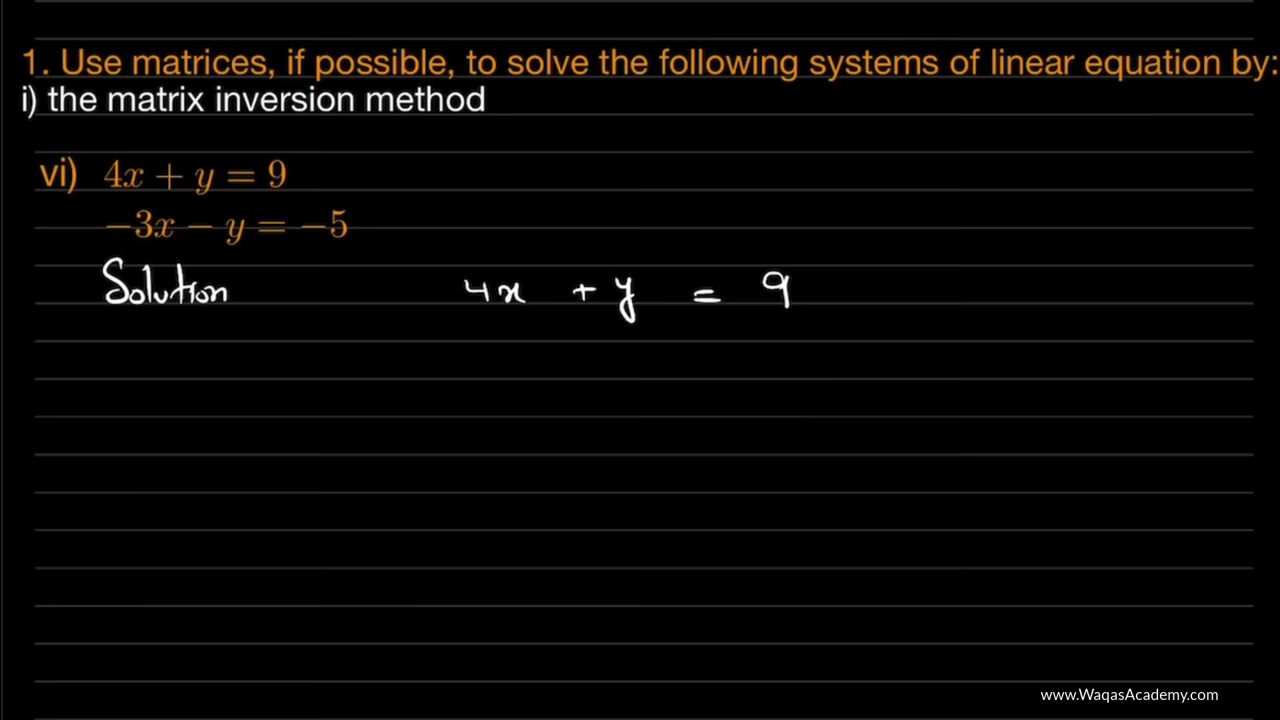 1. Use matrices, if possible, to solve the following systems of linear equation by:
i) the matrix inversion method
vi) 4x + y = 9
−3x − y = −5
Solution 4x + y = 9
www.WaqasAcademy.com